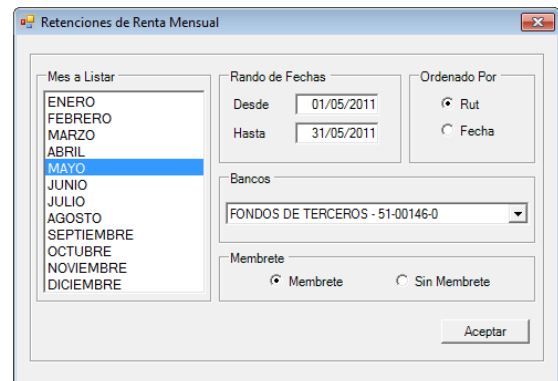 Retenciones de Renta Mensual
Mes a Listar
ENERO
FEBRERO
MARZO
ABRIL
MAYO
JUNIO
JULIO
AGOSTO
SEPTIEMBRE
OCTUBRE
NOVIEMBRE
DICIEMBRE
Rando de Fechas
Desde 01/05/2011
Hasta 31/05/2011
Ordenado Por
Rut
Fecha
Bancos
FONDOS DE TERCEROS - 51-00146-0
Membrete
Membrete Sin Membrete
Aceptar